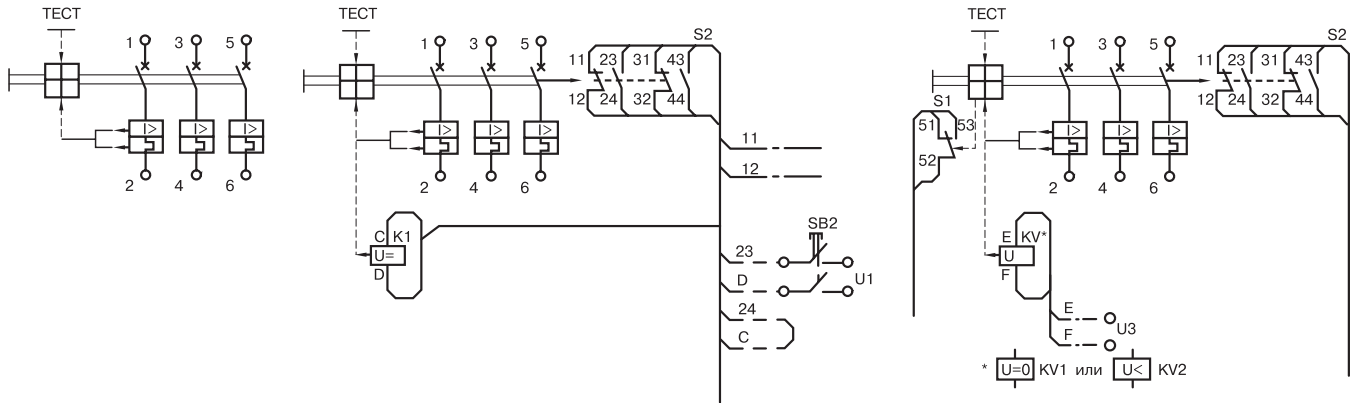 ТЕСТ
1 3 5
I> I> I>
2 4 6
ТЕСТ
1 3 5
S2
11 23 31 43
12 24 32 44
I> I> I>
2 4 6
11
12
C K1
U=
D
SB2
23
D
U1
24
C
ТЕСТ
1 3 5
S2
11 23 31 43
12 24 32 44
S1
51 53
52
I> I> I>
2 4 6
E KV*
U
F
E
F
U3
* U=0 KV1 или U< KV2